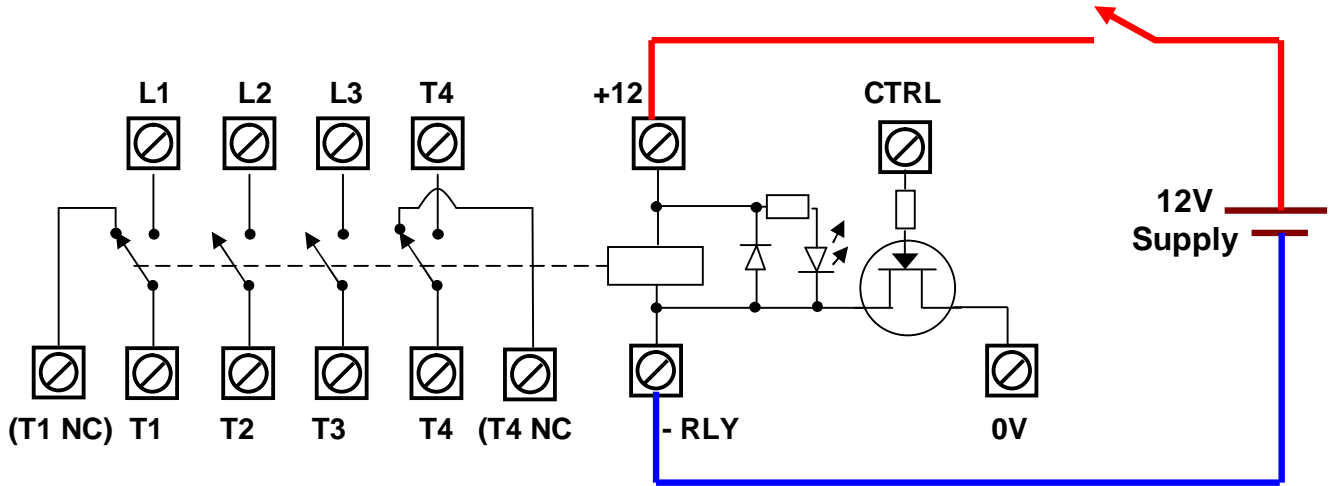 L1 L2 L3 T4 +12 CTRL
12V
Supply
(T1 NC) T1 T2 T3 T4 (T4 NC - RLY 0V